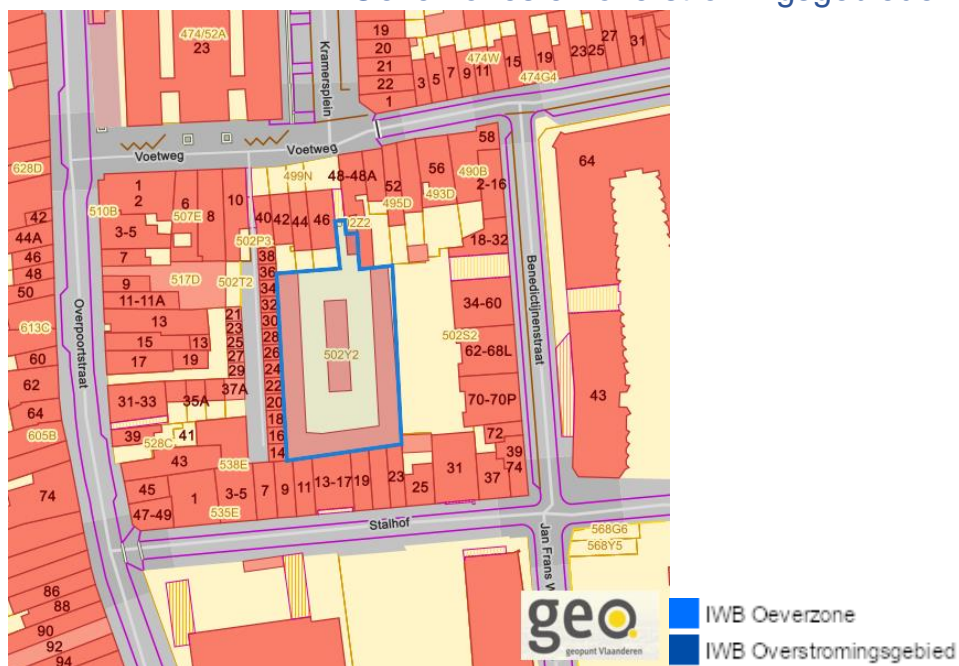 474/52A
23
Kramersplein
19
20
21
22
1
3 5 7 9 11 15 19 23 25 27 31
474W
474G4
Voetweg
Voetweg
628D
1
2
6
8
10
510B
507E
3-5
7
499N
48-48A
52
56
58
490B
2-16
495D
493D
64
42
44A
46
48
50
40 42 44 46
502Z2
502P3
38
36
34
32
30
28
26
24
22
20
18
16
14
18-32
517D
502T2
9
11-11A
13
15
13
17
19
21
23
25
27
29
37A
613C
60
62
64
605B
Overpoortstraat
502Y2
34-60
502S2
62-68L
70-70P
Benedictijnenstraat
43
31-33
35A
39
41
528C
43
538E
72
39
74
74
45
47-49
1
3-5
7 9 11 13-17 19 23 25 31 37
535E
Stalhof
Jan Frans W
568G6
568Y5
86
88
90
92
94
geo
geopunt Vlaanderen
IWB Oeverzone
IWB Overstromingsgebied